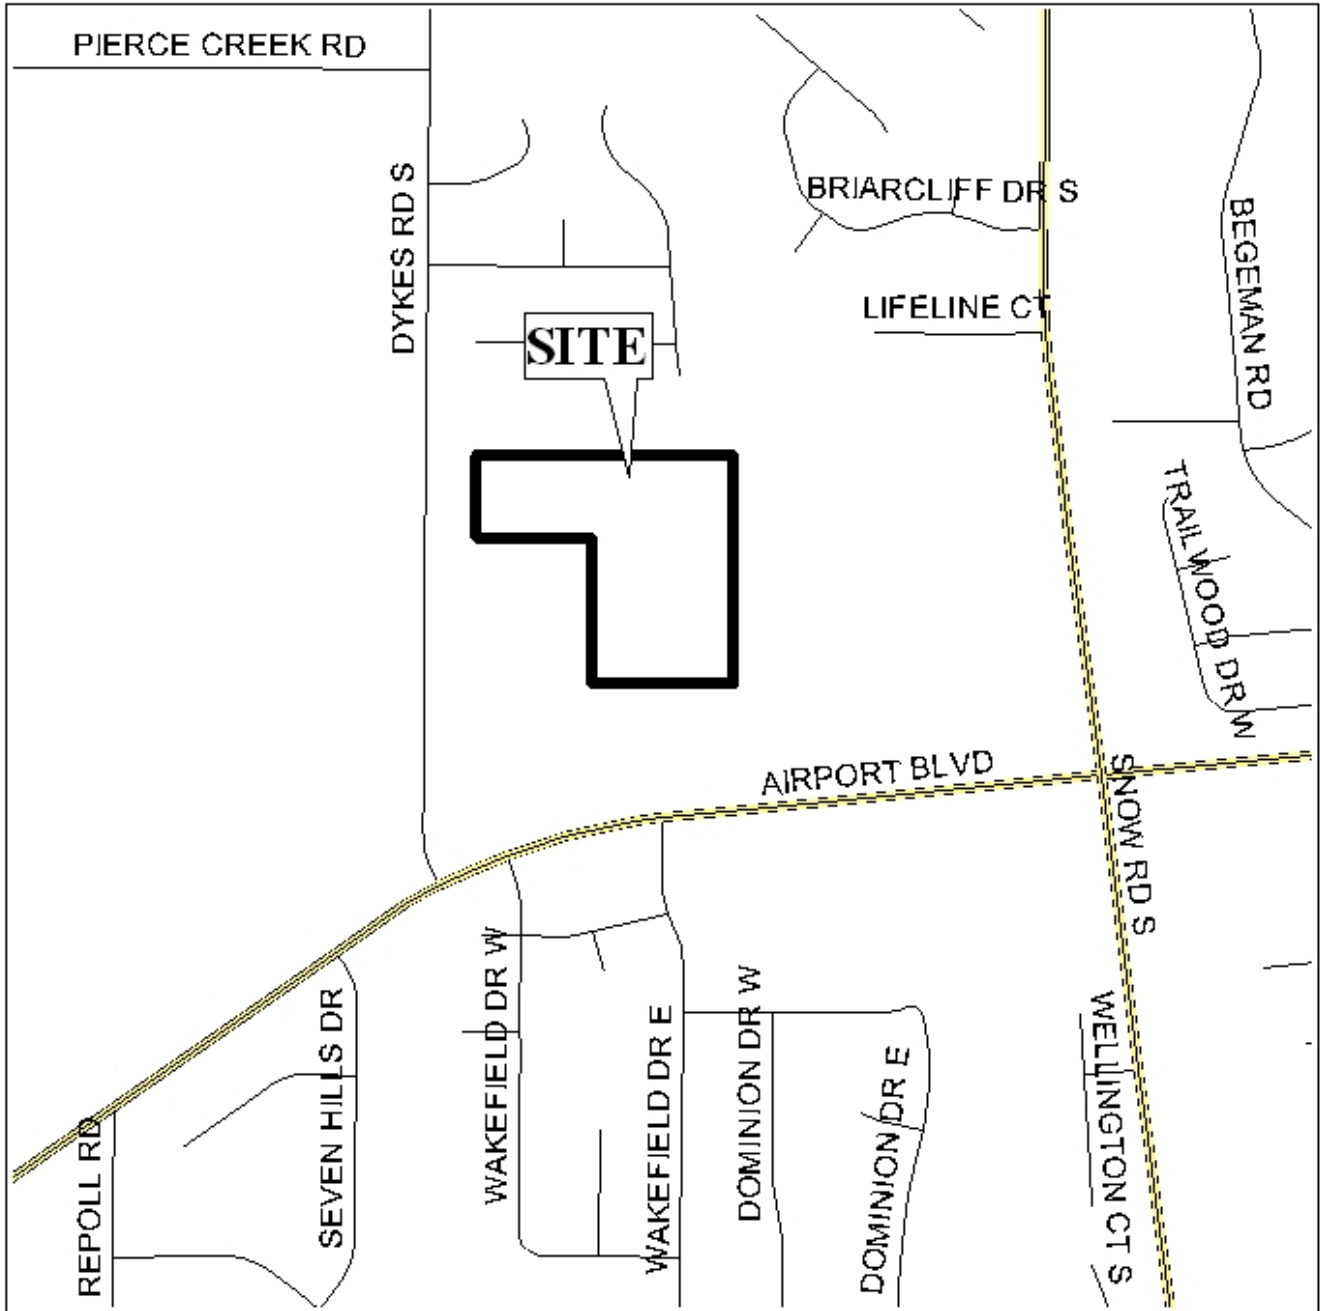 PIERCE CREEK RD
DYKES RD S
BRIARCLIFF DR S
BEGEMAN RD
LIFELINE CT
SITE
TRAILWOOD DR W
AIRPORT BLVD
SNOW RD S
WAKEFIELD DR W
SEVEN HILLS DR
WAKEFIELD DR E
DOMINION DR W
DOMINION DR E
WELLINGTON CT S
REPOLL RD